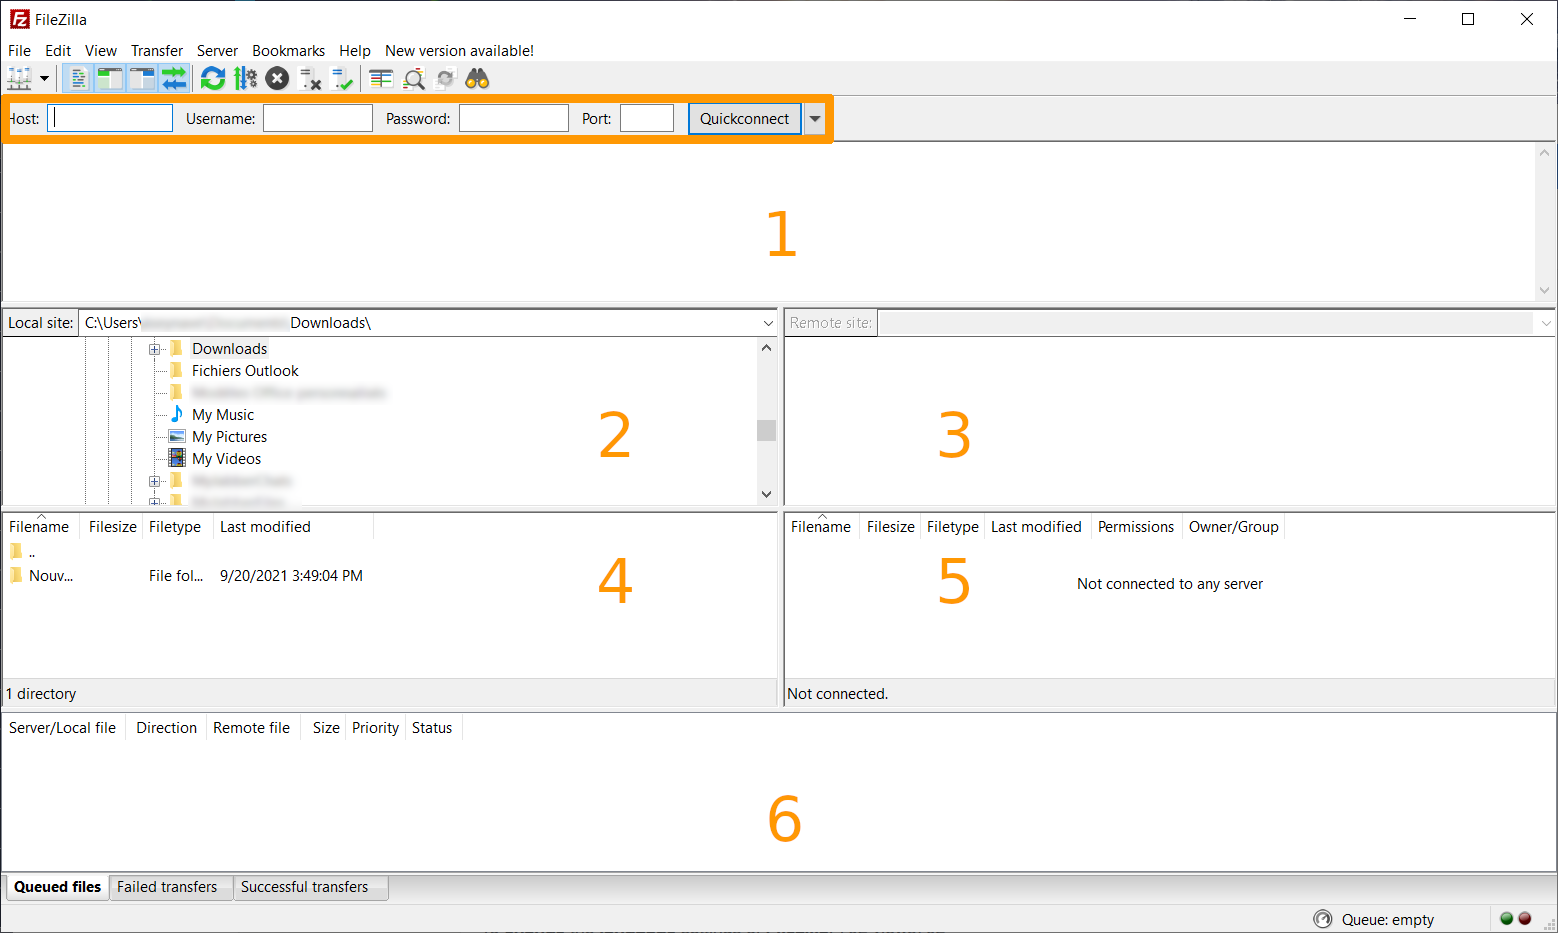 FileZilla
File Edit View Transfer Server Bookmarks Help New version available!
Host: Username: Password: Port: Quickconnect
1
Local site: C:\Users\ Downloads\ Remote site:
Downloads
Fichiers Outlook
My Music
My Pictures
My Videos
2
3
Filename Filesize Filetype Last modified
..
Nouv... File fol... 9/20/2021 3:49:04 PM
4
1 directory
Filename Filesize Filetype Last modified Permissions Owner/Group
Not connected to any server
5
Not connected.
Server/Local file Direction Remote file Size Priority Status
6
Queued files Failed transfers Successful transfers
Queue: empty